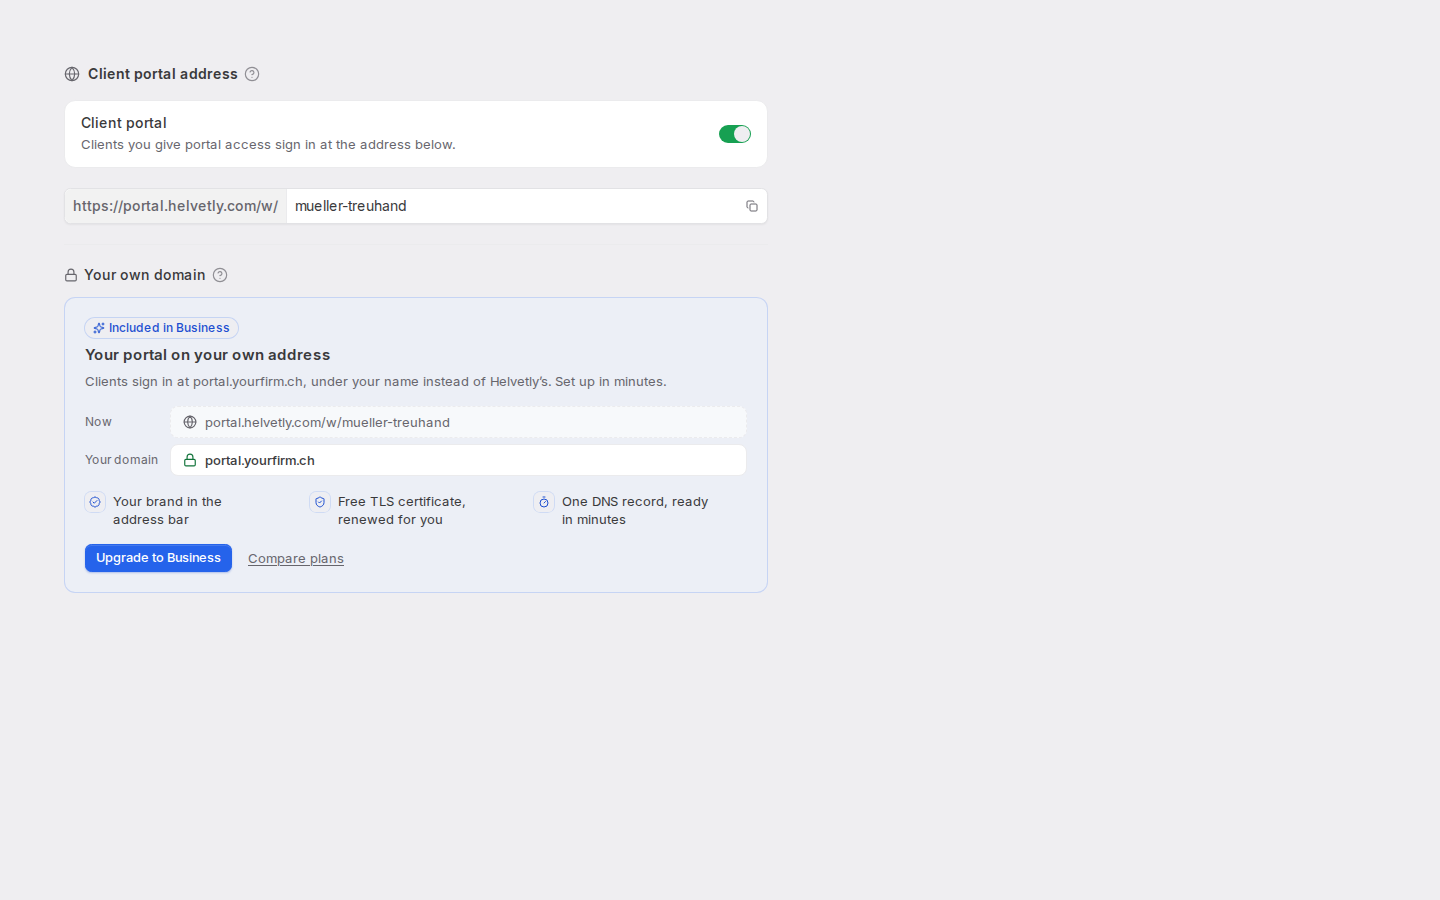 Client portal address
Client portal
Clients you give portal access sign in at the address below.
https://portal.helvetly.com/w/ mueller-treuhand
Your own domain
Included in Business
Your portal on your own address
Clients sign in at portal.yourfirm.ch, under your name instead of Helvetly’s. Set up in minutes.
Now portal.helvetly.com/w/mueller-treuhand
Your domain portal.yourfirm.ch
Your brand in the
address bar
Free TLS certificate,
renewed for you
One DNS record, ready
in minutes
Upgrade to Business Compare plans